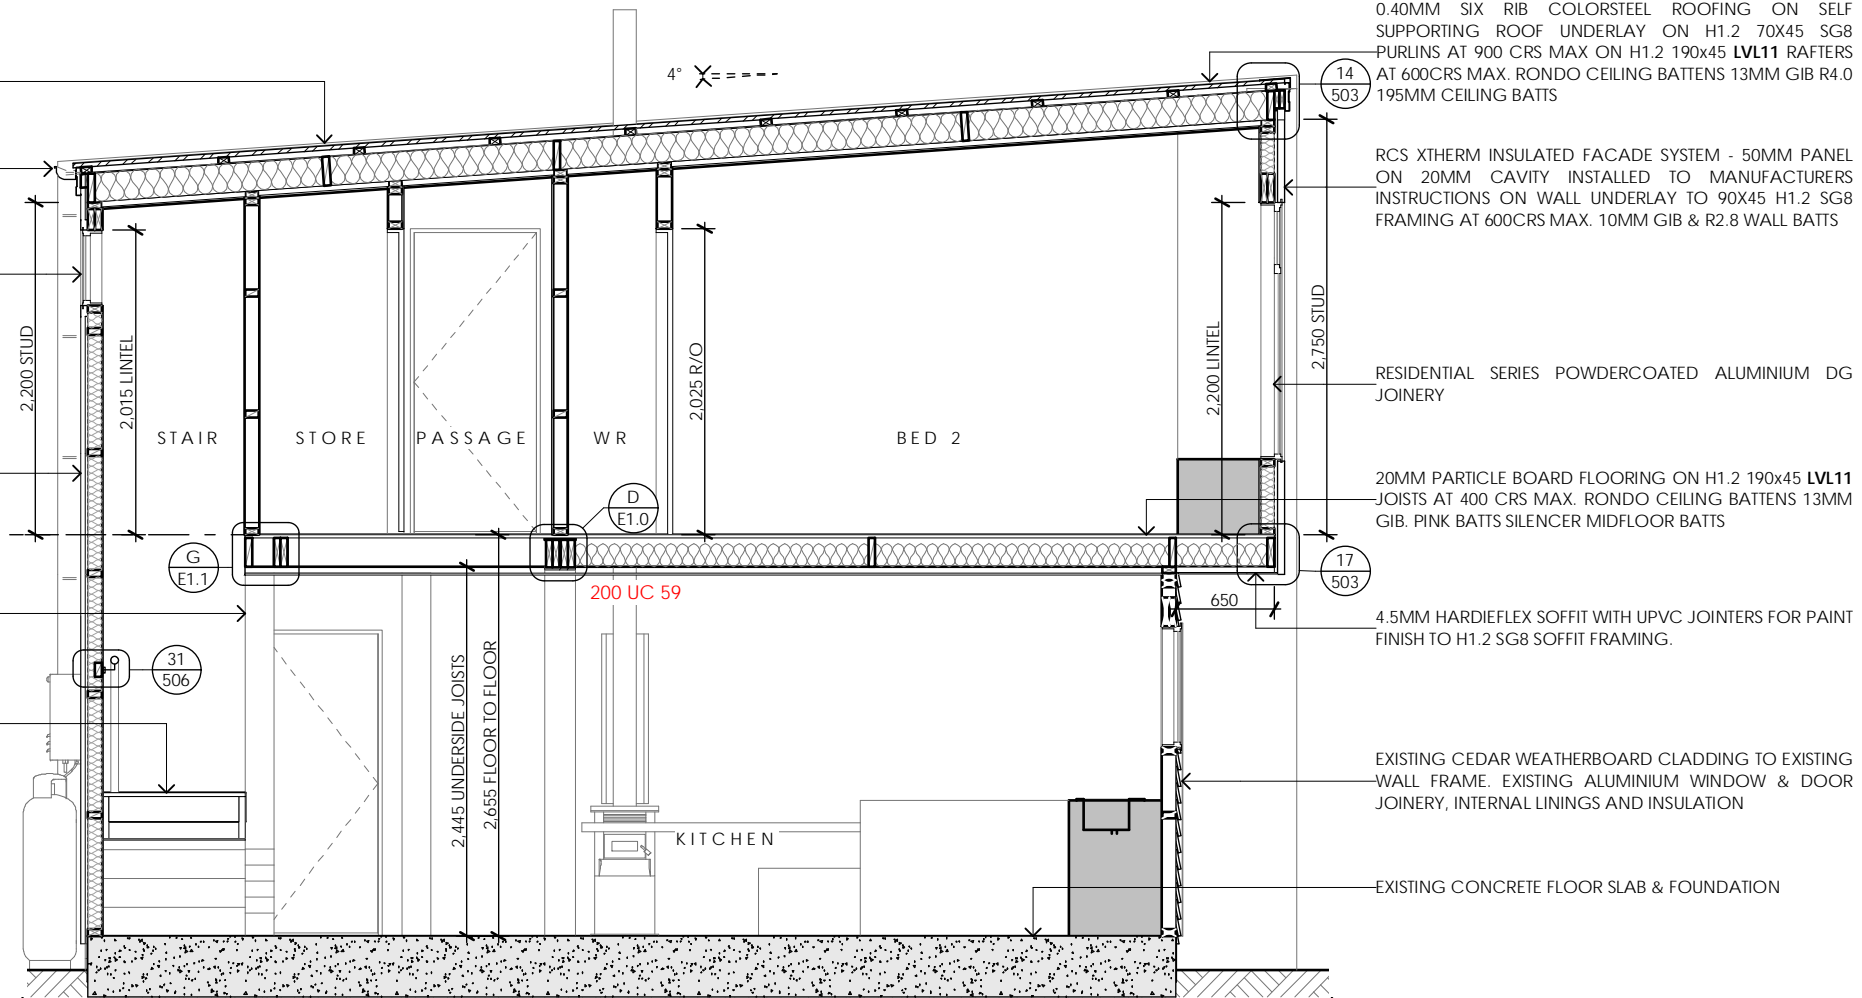 0.40MM SIX RIB COLORSTEEL ROOFING ON SELF
SUPPORTING ROOF UNDERLAY ON H1.2 70X45 SG8
PURLINS AT 900 CRS MAX ON H1.2 190x45 LVL11 RAFTERS
AT 600CRS MAX. RONDO CEILING BATTENS 13MM GIB R4.0
195MM CEILING BATTS
4°
14
503
RCS XTHERM INSULATED FACADE SYSTEM - 50MM PANEL
ON 20MM CAVITY INSTALLED TO MANUFACTURERS
INSTRUCTIONS ON WALL UNDERLAY TO 90X45 H1.2 SG8
FRAMING AT 600CRS MAX. 10MM GIB & R2.8 WALL BATTS
2,200 STUD
2,015 LINTEL
2,025 R/O
2,200 LINTEL
2,750 STUD
RESIDENTIAL SERIES POWDERCOATED ALUMINIUM DG
JOINERY
STAIR
STORE
PASSAGE
WR
BED 2
20MM PARTICLE BOARD FLOORING ON H1.2 190x45 LVL11
JOISTS AT 400 CRS MAX. RONDO CEILING BATTENS 13MM
GIB. PINK BATTS SILENCER MIDFLOOR BATTS
D
E1.0
G
E1.1
17
503
200 UC 59
650
4.5MM HARDIEFLEX SOFFIT WITH UPVC JOINTERS FOR PAINT
FINISH TO H1.2 SG8 SOFFIT FRAMING.
31
506
2,445 UNDERSIDE JOISTS
2,655 FLOOR TO FLOOR
EXISTING CEDAR WEATHERBOARD CLADDING TO EXISTING
WALL FRAME. EXISTING ALUMINIUM WINDOW & DOOR
JOINERY, INTERNAL LININGS AND INSULATION
KITCHEN
EXISTING CONCRETE FLOOR SLAB & FOUNDATION